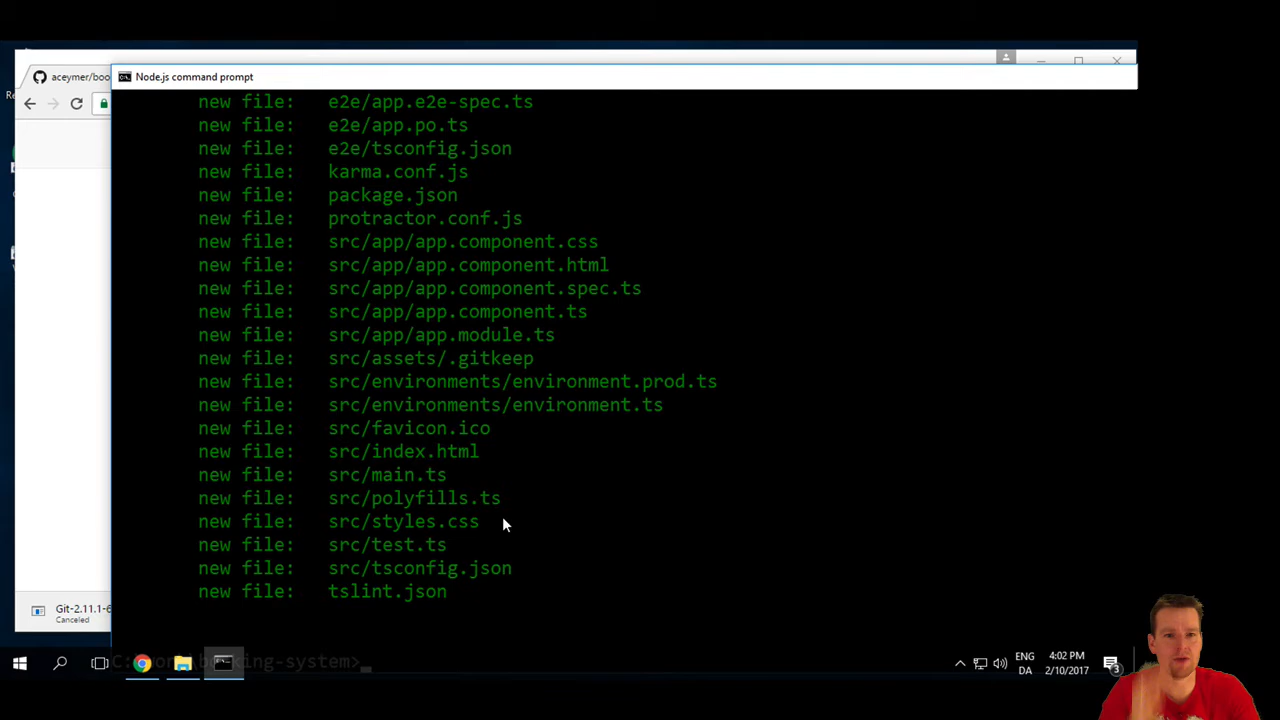 aceymer/boo
Node.js command prompt
new file: e2e/app.e2e-spec.ts
new file: e2e/app.po.ts
new file: e2e/tsconfig.json
new file: karma.conf.js
new file: package.json
new file: protractor.conf.js
new file: src/app/app.component.css
new file: src/app/app.component.html
new file: src/app/app.component.spec.ts
new file: src/app/app.component.ts
new file: src/app/app.module.ts
new file: src/assets/.gitkeep
new file: src/environments/environment.prod.ts
new file: src/environments/environment.ts
new file: src/favicon.ico
new file: src/index.html
new file: src/main.ts
new file: src/polyfills.ts
new file: src/styles.css
new file: src/test.ts
new file: src/tsconfig.json
new file: tslint.json
Git-2.11.1-6
Canceled
ENG
DA
4:02 PM
2/10/2017
3